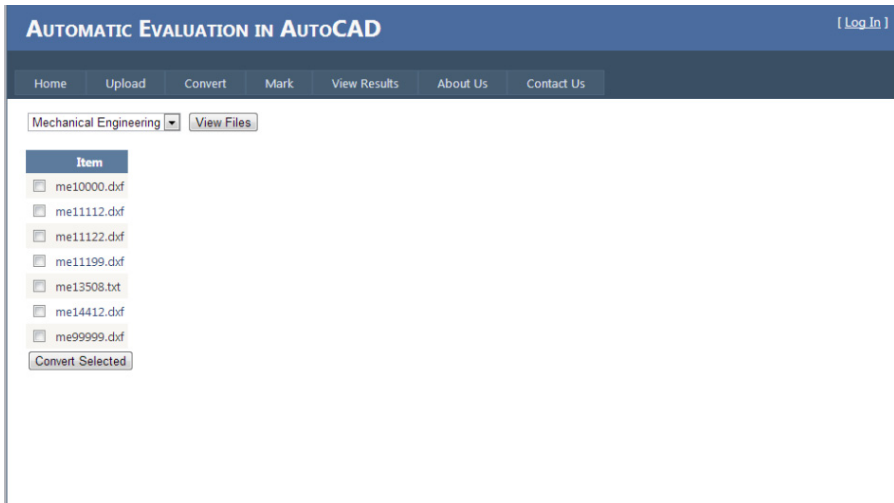 AUTOMATIC EVALUATION IN AUTOCAD
[ Log In ]
Home Upload Convert Mark View Results About Us Contact Us
Mechanical Engineering View Files
Item
me10000.dxf
me11112.dxf
me11122.dxf
me11199.dxf
me13508.txt
me14412.dxf
me99999.dxf
Convert Selected